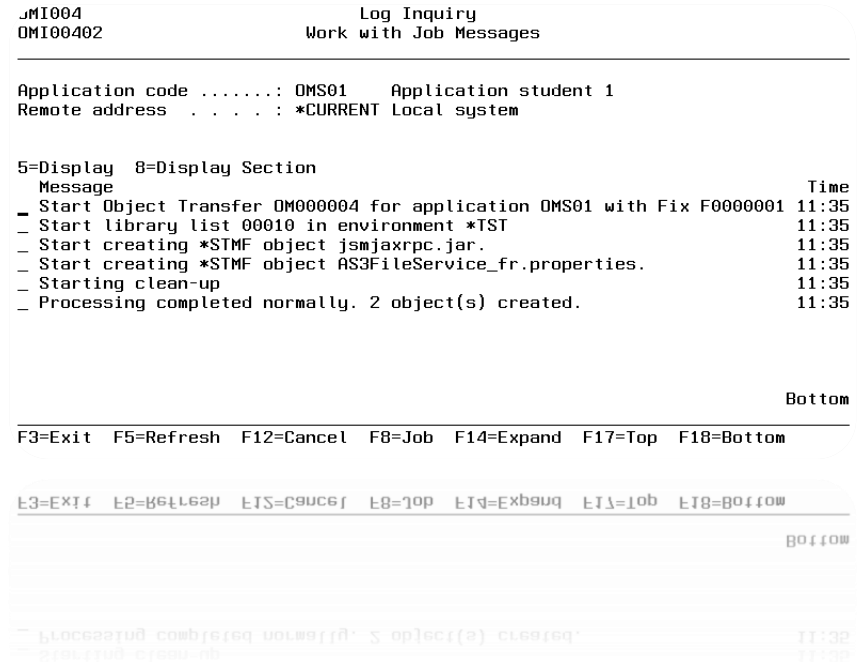 OMI004 Log Inquiry
OMI00402 Work with Job Messages
Application code .......: OMS01 Application student 1
Remote address . . . . : *CURRENT Local system
5=Display 8=Display Section
Message Time
_ Start Object Transfer OM000004 for application OMS01 with Fix F0000001 11:35
_ Start library list 00010 in environment *TST 11:35
_ Start creating *STMF object jsmjaxrpc.jar. 11:35
_ Start creating *STMF object AS3FileService_fr.properties. 11:35
_ Starting clean-up 11:35
_ Processing completed normally. 2 object(s) created. 11:35
Bottom
F3=Exit F5=Refresh F12=Cancel F8=Job F14=Expand F17=Top F18=Bottom